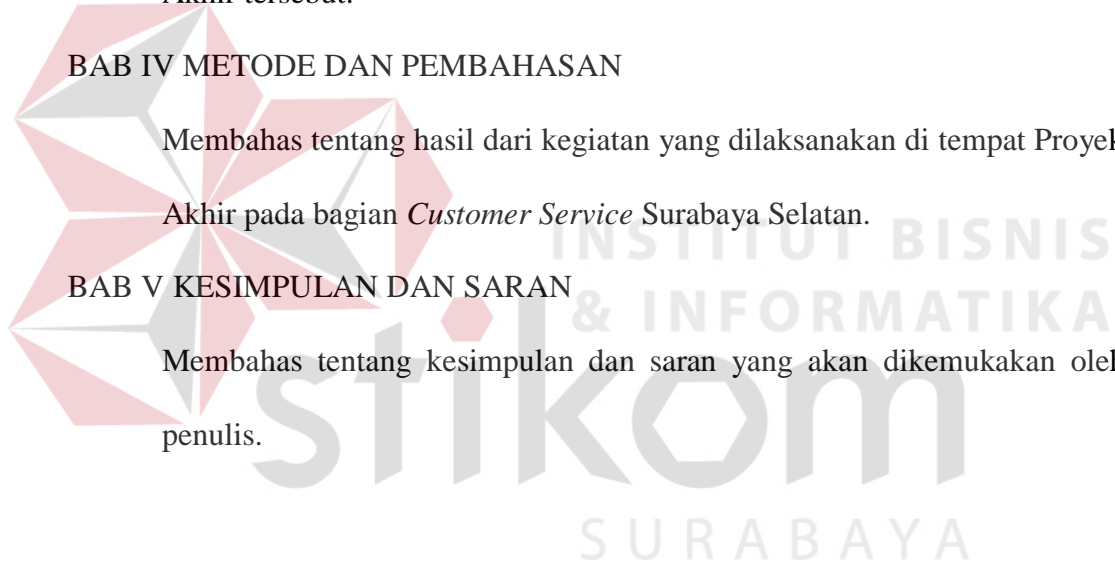 Akhir tersebut.
BAB IV METODE DAN PEMBAHASAN
Membahas tentang hasil dari kegiatan yang dilaksanakan di tempat Proyek
Akhir pada bagian Customer Service Surabaya Selatan.
INSTITUT BISNIS
BAB V KESIMPULAN DAN SARAN
& INFORMATIKA
Membahas tentang kesimpulan dan saran yang akan dikemukakan oleh
penulis.
stikom
SURABAYA